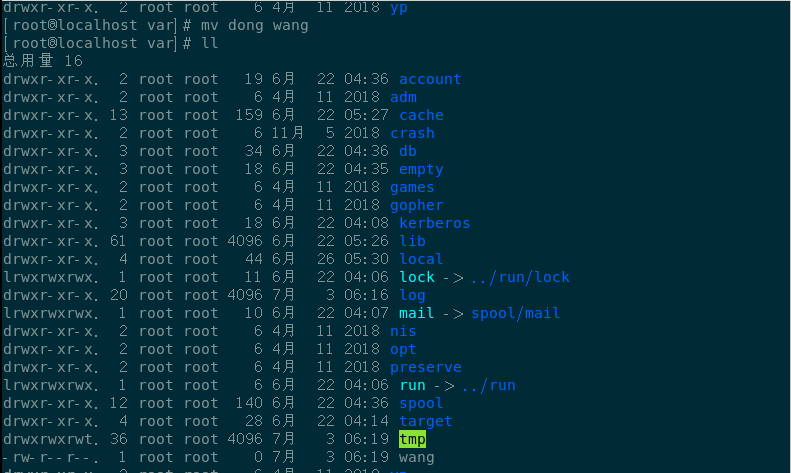 drwxr-xr-x.  2 root root    6 4月  11 2018 yp
[root@localhost var]# mv dong wang
[root@localhost var]# ll
总用量 16
drwxr-xr-x.  2 root root   19 6月  22 04:36 account
drwxr-xr-x.  2 root root    6 4月  11 2018 adm
drwxr-xr-x. 13 root root  159 6月  22 05:27 cache
drwxr-xr-x.  2 root root    6 11月  5 2018 crash
drwxr-xr-x.  3 root root   34 6月  22 04:36 db
drwxr-xr-x.  3 root root   18 6月  22 04:35 empty
drwxr-xr-x.  2 root root    6 4月  11 2018 games
drwxr-xr-x.  2 root root    6 4月  11 2018 gopher
drwxr-xr-x.  3 root root   18 6月  22 04:08 kerberos
drwxr-xr-x. 61 root root 4096 6月  22 05:26 lib
drwxr-xr-x.  4 root root   44 6月  26 05:30 local
lrwxrwxrwx.  1 root root   11 6月  22 04:06 lock -> ../run/lock
drwxr-xr-x. 20 root root 4096 7月   3 06:16 log
lrwxrwxrwx.  1 root root   10 6月  22 04:07 mail -> spool/mail
drwxr-xr-x.  2 root root    6 4月  11 2018 nis
drwxr-xr-x.  2 root root    6 4月  11 2018 opt
drwxr-xr-x.  2 root root    6 4月  11 2018 preserve
lrwxrwxrwx.  1 root root    6 6月  22 04:06 run -> ../run
drwxr-xr-x. 12 root root  140 6月  22 04:36 spool
drwxr-xr-x.  4 root root   28 6月  22 04:14 target
drwxrwxrwt. 36 root root 4096 7月   3 06:19 tmp
-rw-r--r--.  1 root root    0 7月   3 06:19 wang
drwxr-xr-x.  2 root root    6 4月  11 2018 yp